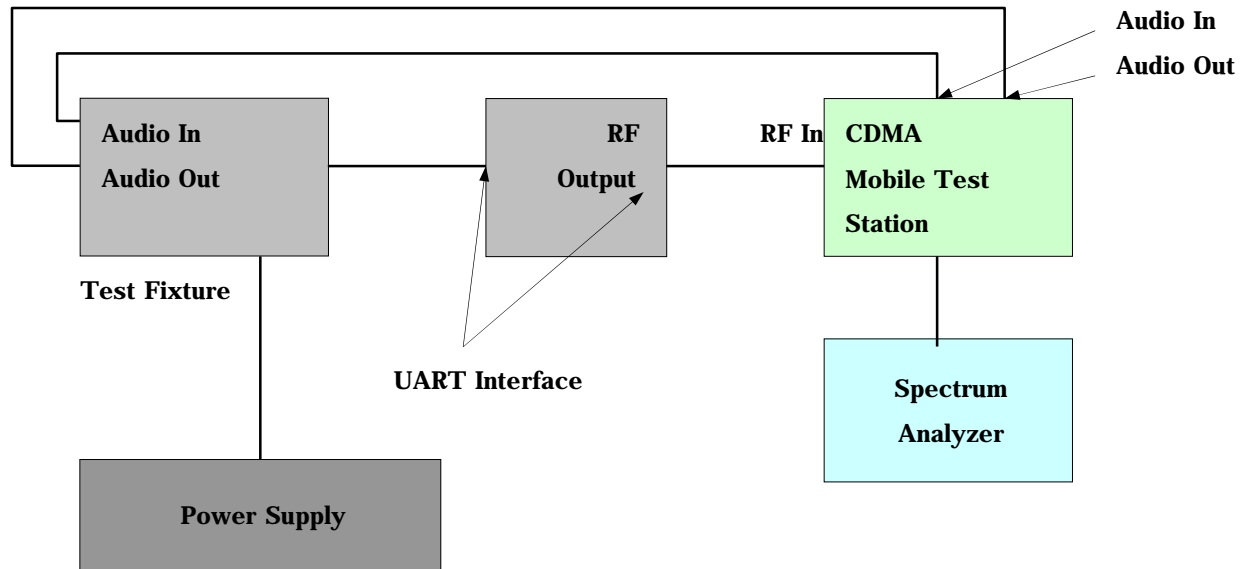 Audio In
Audio Out
Audio In
Audio Out
RF
Output
RF In
CDMA
Mobile Test
Station
Test Fixture
UART Interface
Spectrum
Analyzer
Power Supply